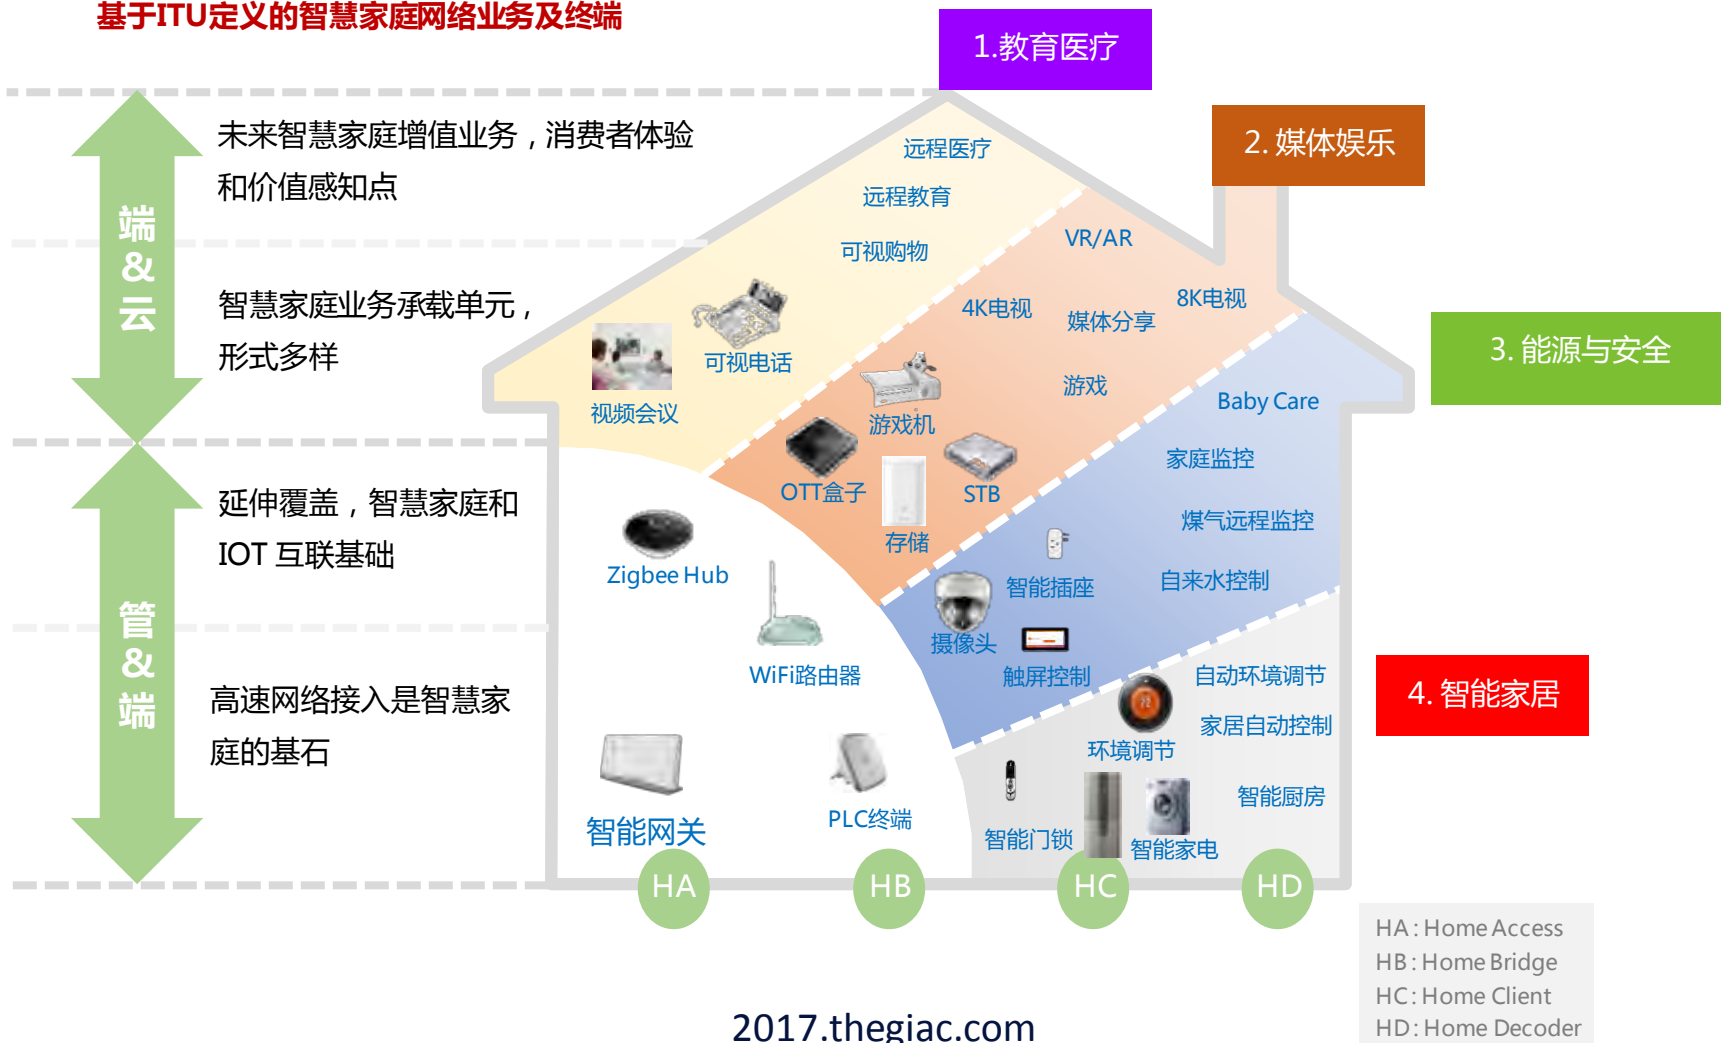 基于ITU定义的智慧家庭网络业务及终端
1.教育医疗
2. 媒体娱乐
3. 能源与安全
4. 智能家居
端&云
未来智慧家庭增值业务，消费者体验
和价值感知点
智慧家庭业务承载单元，
形式多样
管&端
延伸覆盖，智慧家庭和
IOT 互联基础
高速网络接入是智慧家
庭的基石
远程医疗
远程教育
可视购物
可视电话
视频会议
VR/AR
4K电视
媒体分享
8K电视
游戏
游戏机
OTT盒子
STB
存储
Baby Care
家庭监控
煤气远程监控
自来水控制
智能插座
摄像头
触屏控制
自动环境调节
家居自动控制
环境调节
智能厨房
智能门锁
智能家电
Zigbee Hub
WiFi路由器
PLC终端
智能网关
HA
HB
HC
HD
HA : Home Access
HB : Home Bridge
HC : Home Client
HD : Home Decoder
2017.thegiac.com